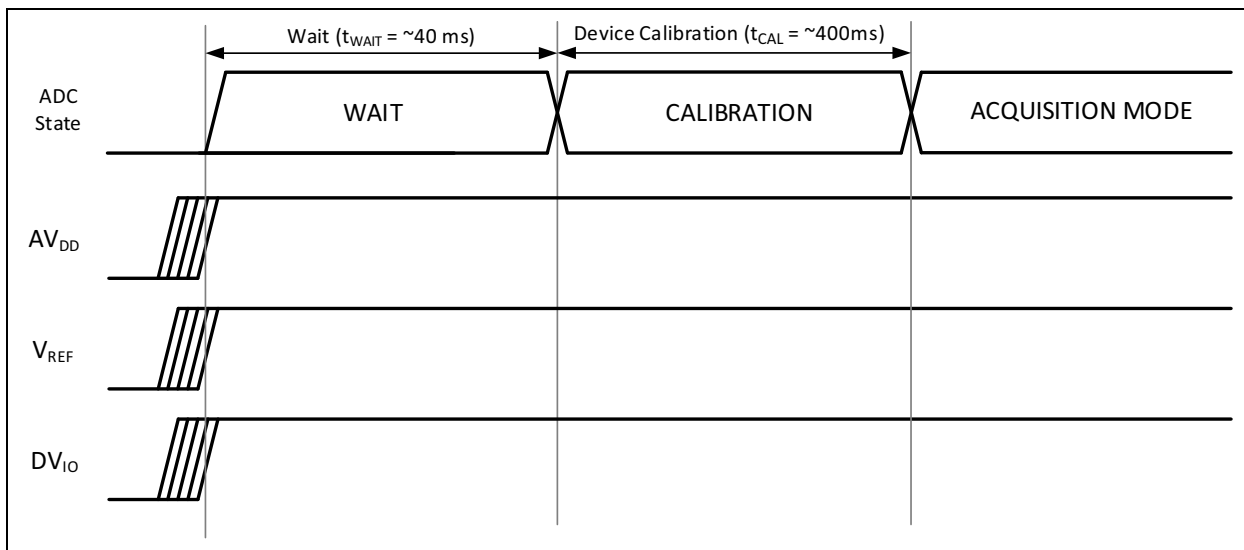 Wait (tWAIT = ~40 ms)
Device Calibration (tCAL = ~400ms)
ADC
State
WAIT
CALIBRATION
ACQUISITION MODE
AVDD
VREF
DVIO